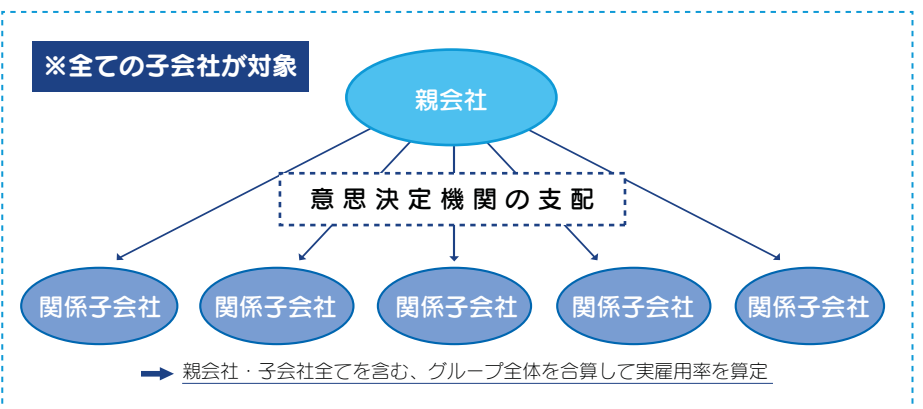 ※全ての子会社が対象
親会社
意思決定機関の支配
関係子会社
関係子会社
関係子会社
関係子会社
関係子会社
親会社・子会社全てを含む、グループ全体を合算して実雇用率を算定